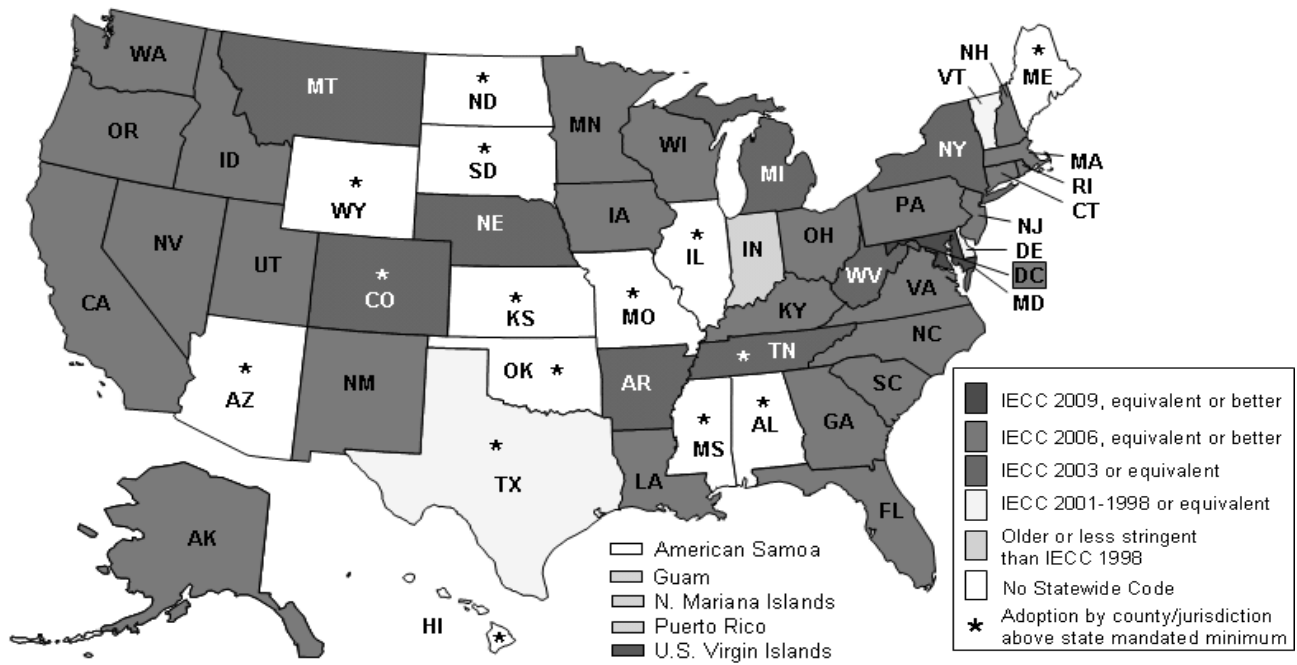 WA
MT
ND
*
OR
ID
WY
*
SD
*
MN
WI
MI
NY
NH
VT
ME
*
MA
RI
CT
NJ
DE
DC
MD
NV
UT
CA
CO
*
NE
IA
IL
*
IN
OH
PA
WV
VA
KY
KS
*
MO
*
TN
*
NC
SC
AZ
*
NM
OK *
AR
MS
*
AL
*
GA
LA
FL
TX
*
AK
HI
*
American Samoa
Guam
N. Mariana Islands
Puerto Rico
U.S. Virgin Islands
IECC 2009, equivalent or better
IECC 2006, equivalent or better
IECC 2003 or equivalent
IECC 2001-1998 or equivalent
Older or less stringent
than IECC 1998
No Statewide Code
* Adoption by county/jurisdiction
above state mandated minimum